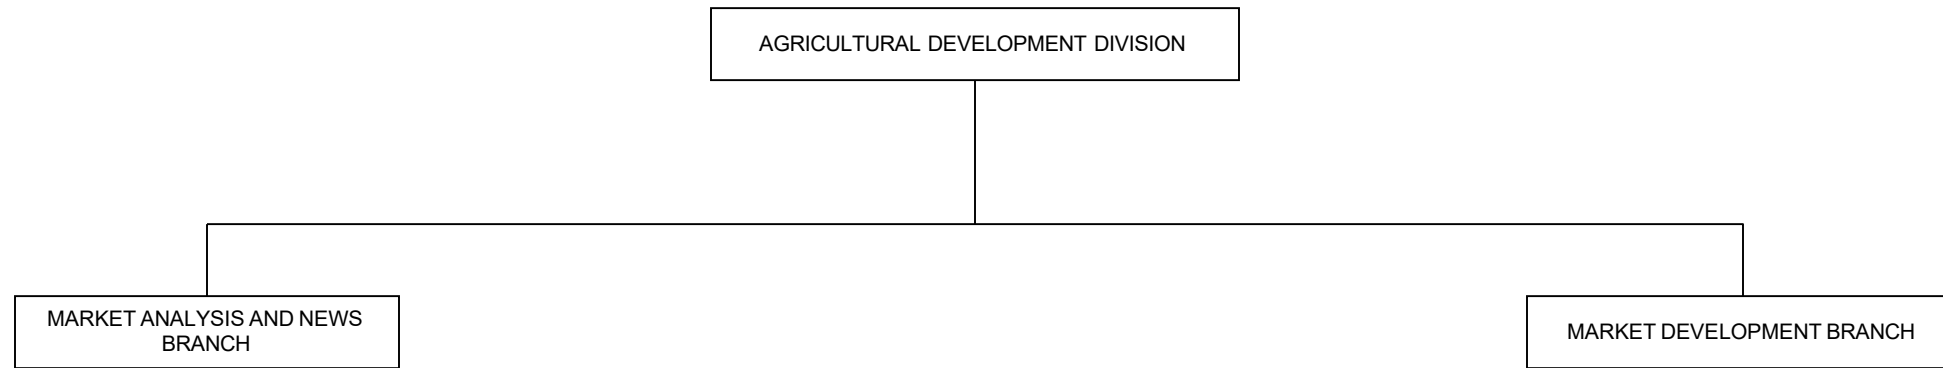 AGRICULTURAL DEVELOPMENT DIVISION
MARKET ANALYSIS AND NEWS
BRANCH
MARKET DEVELOPMENT BRANCH